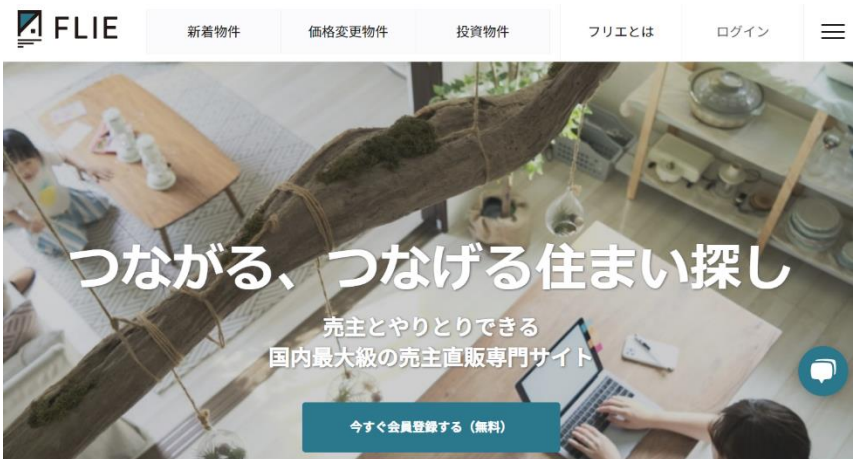 FLIE
新着物件
価格変更物件
投資物件
フリエとは
ログイン
つながる、つなげる住まい探し
売主とやりとりできる
国内最大級の売主直販専門サイト
今すぐ会員登録する（無料）